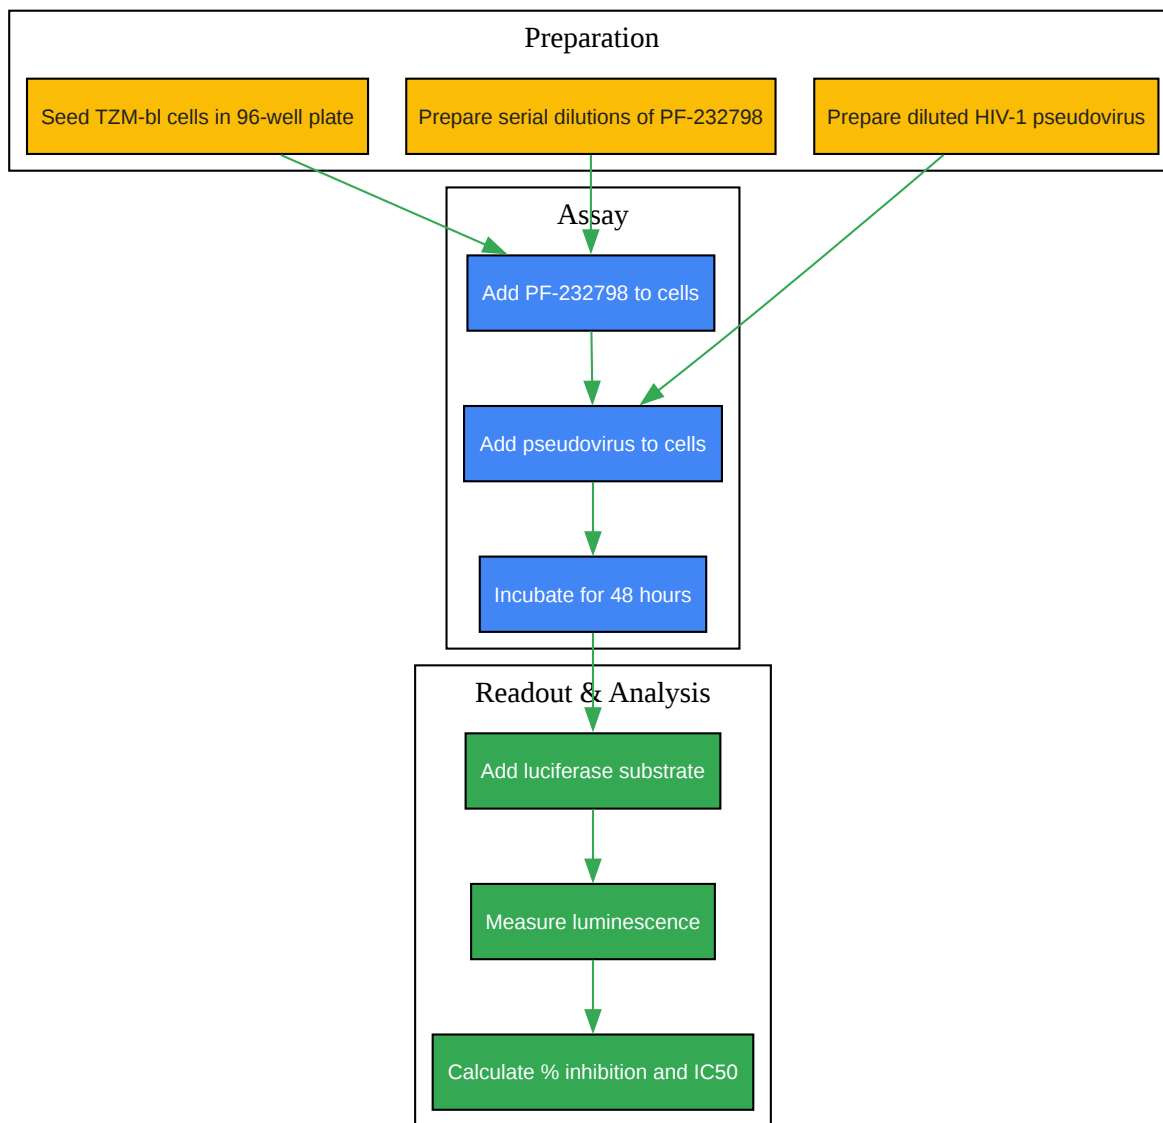 Preparation
Seed TZM-bl cells in 96-well plate
Prepare serial dilutions of PF-232798
Prepare diluted HIV-1 pseudovirus
Assay
Add PF-232798 to cells
Add pseudovirus to cells
Incubate for 48 hours
Readout & Analysis
Add luciferase substrate
Measure luminescence
Calculate % inhibition and IC50